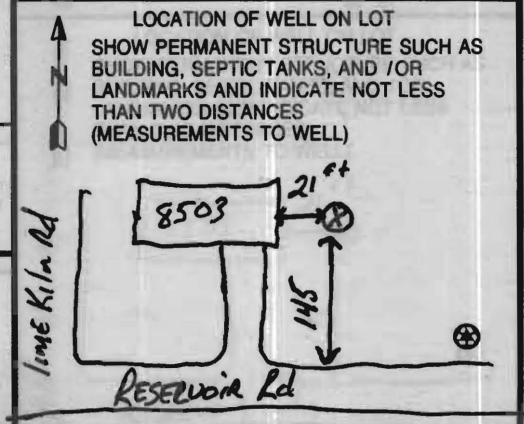 LOCATION OF WELL ON LOT
SHOW PERMANENT STRUCTURE SUCH AS
BUILDING, SEPTIC TANKS, AND /OR
LANDMARKS AND INDICATE NOT LESS
THAN TWO DISTANCES
(MEASUREMENTS TO WELL)
N
21 ft
8503
145
lime Kiln Rd
RESERVOIR Rd